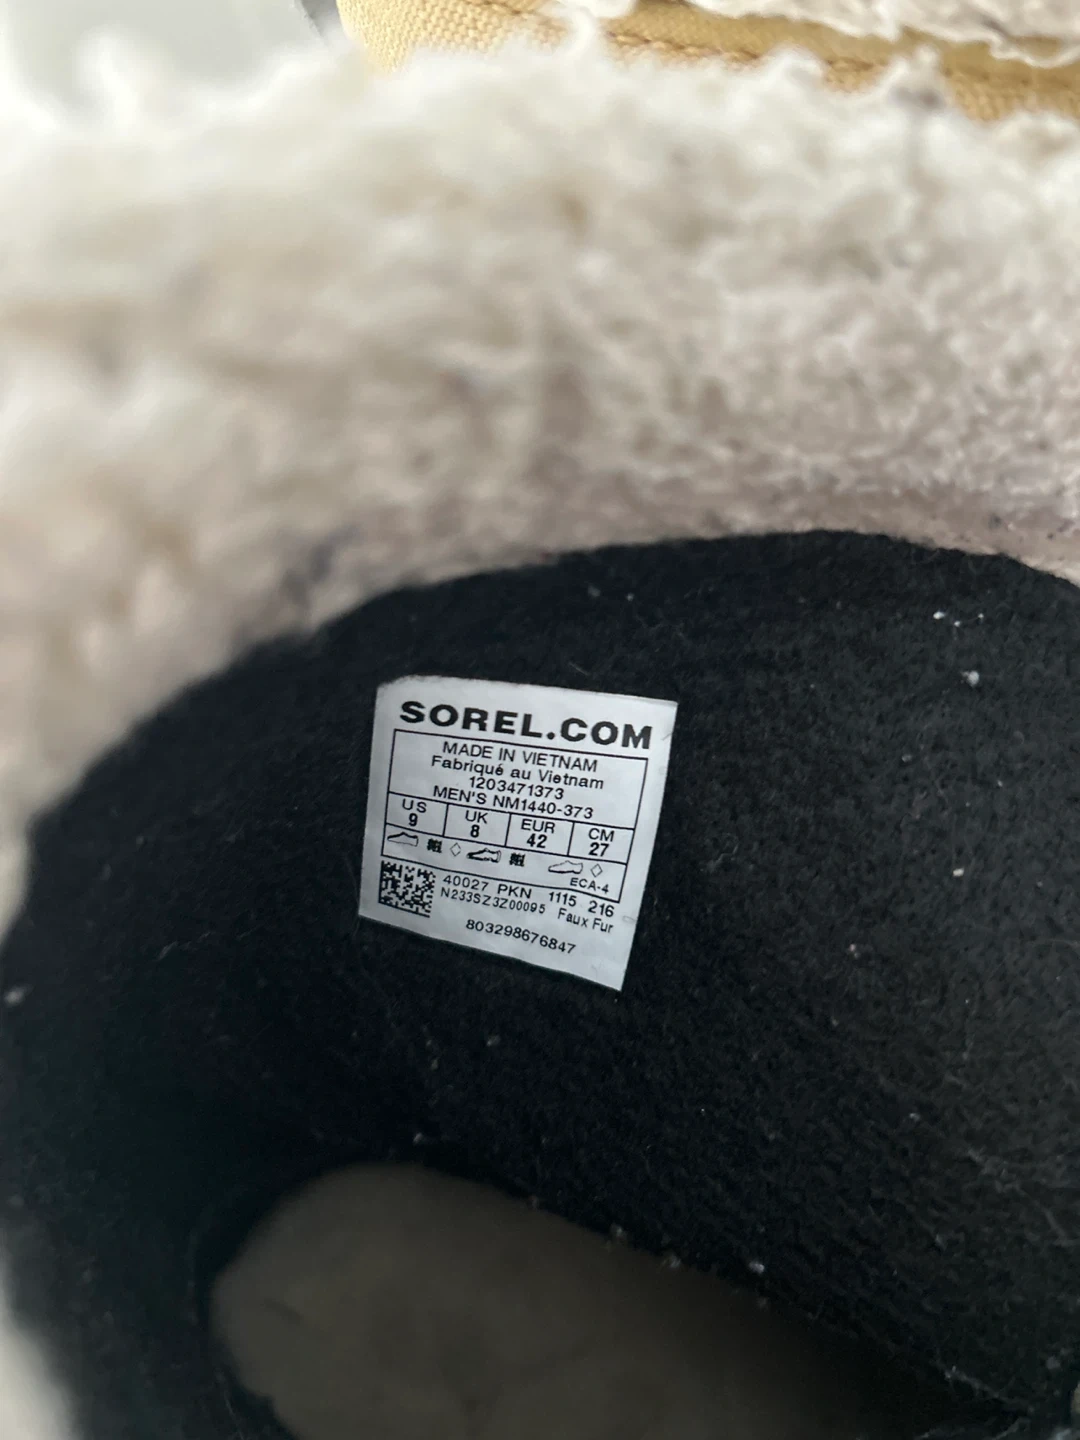 SOREL.COM
MADE IN VIETNAM
Fabriqué au Vietnam
1203471373
MEN'S NM1440-373
US UK EUR CM
9 8 42 27
ECA-4
40027 PKN 1115 216
N233SZ3Z00095 Faux Fur
803298676847